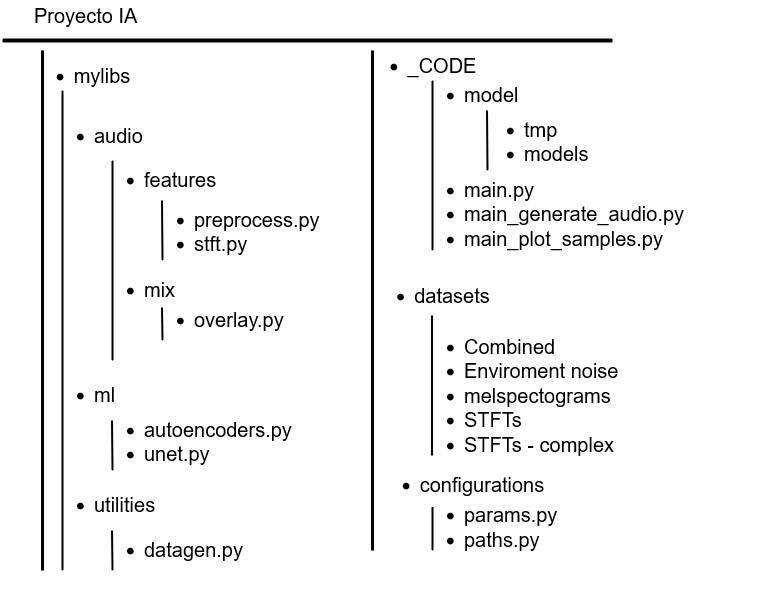 Proyecto IA
mylibs
audio
features
preprocess.py
stft.py
mix
overlay.py
ml
autoencoders.py
unet.py
utilities
datagen.py
_CODE
model
tmp
models
main.py
main_generate_audio.py
main_plot_samples.py
datasets
Combined
Enviroment noise
melspectograms
STFTs
STFTs - complex
configurations
params.py
paths.py